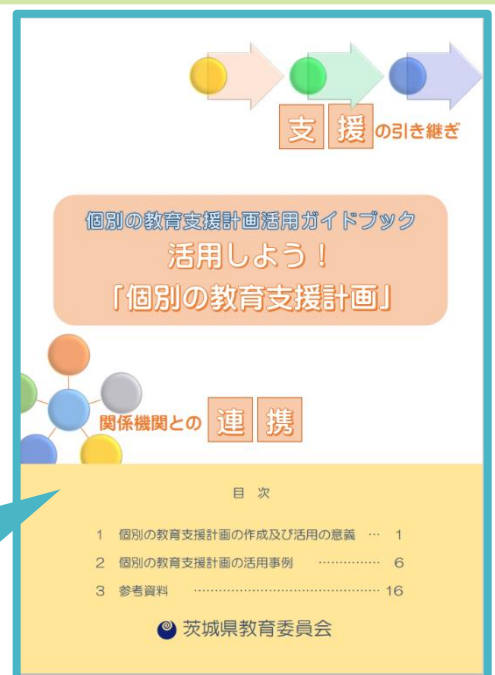 支援の引き継ぎ
個別の教育支援計画活用ガイドブック
活用しよう！
「個別の教育支援計画」
関係機関との連携
目 次
1 個別の教育支援計画の作成及び活用の意義 … 1
2 個別の教育支援計画の活用事例 …………… 6
3 参考資料 …………………………………… 16
茨城県教育委員会